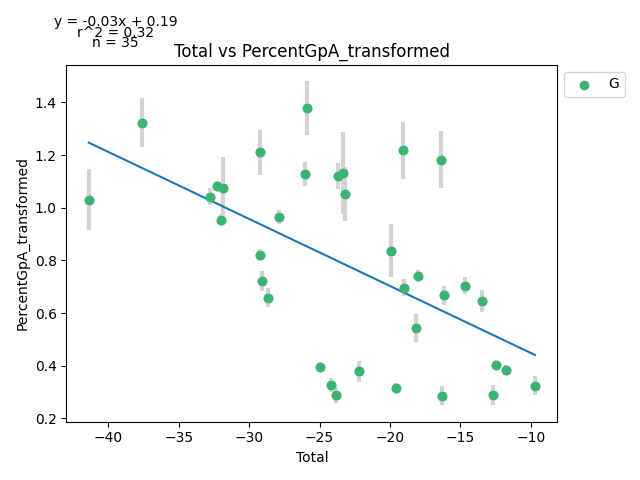 y = -0.03x + 0.19
r^2 = 0.32
n = 35
Total vs PercentGpA_transformed
G
PercentGpA_transformed
1.4
1.2
1.0
0.8
0.6
0.4
0.2
−40 −35 −30 −25 −20 −15 −10
Total